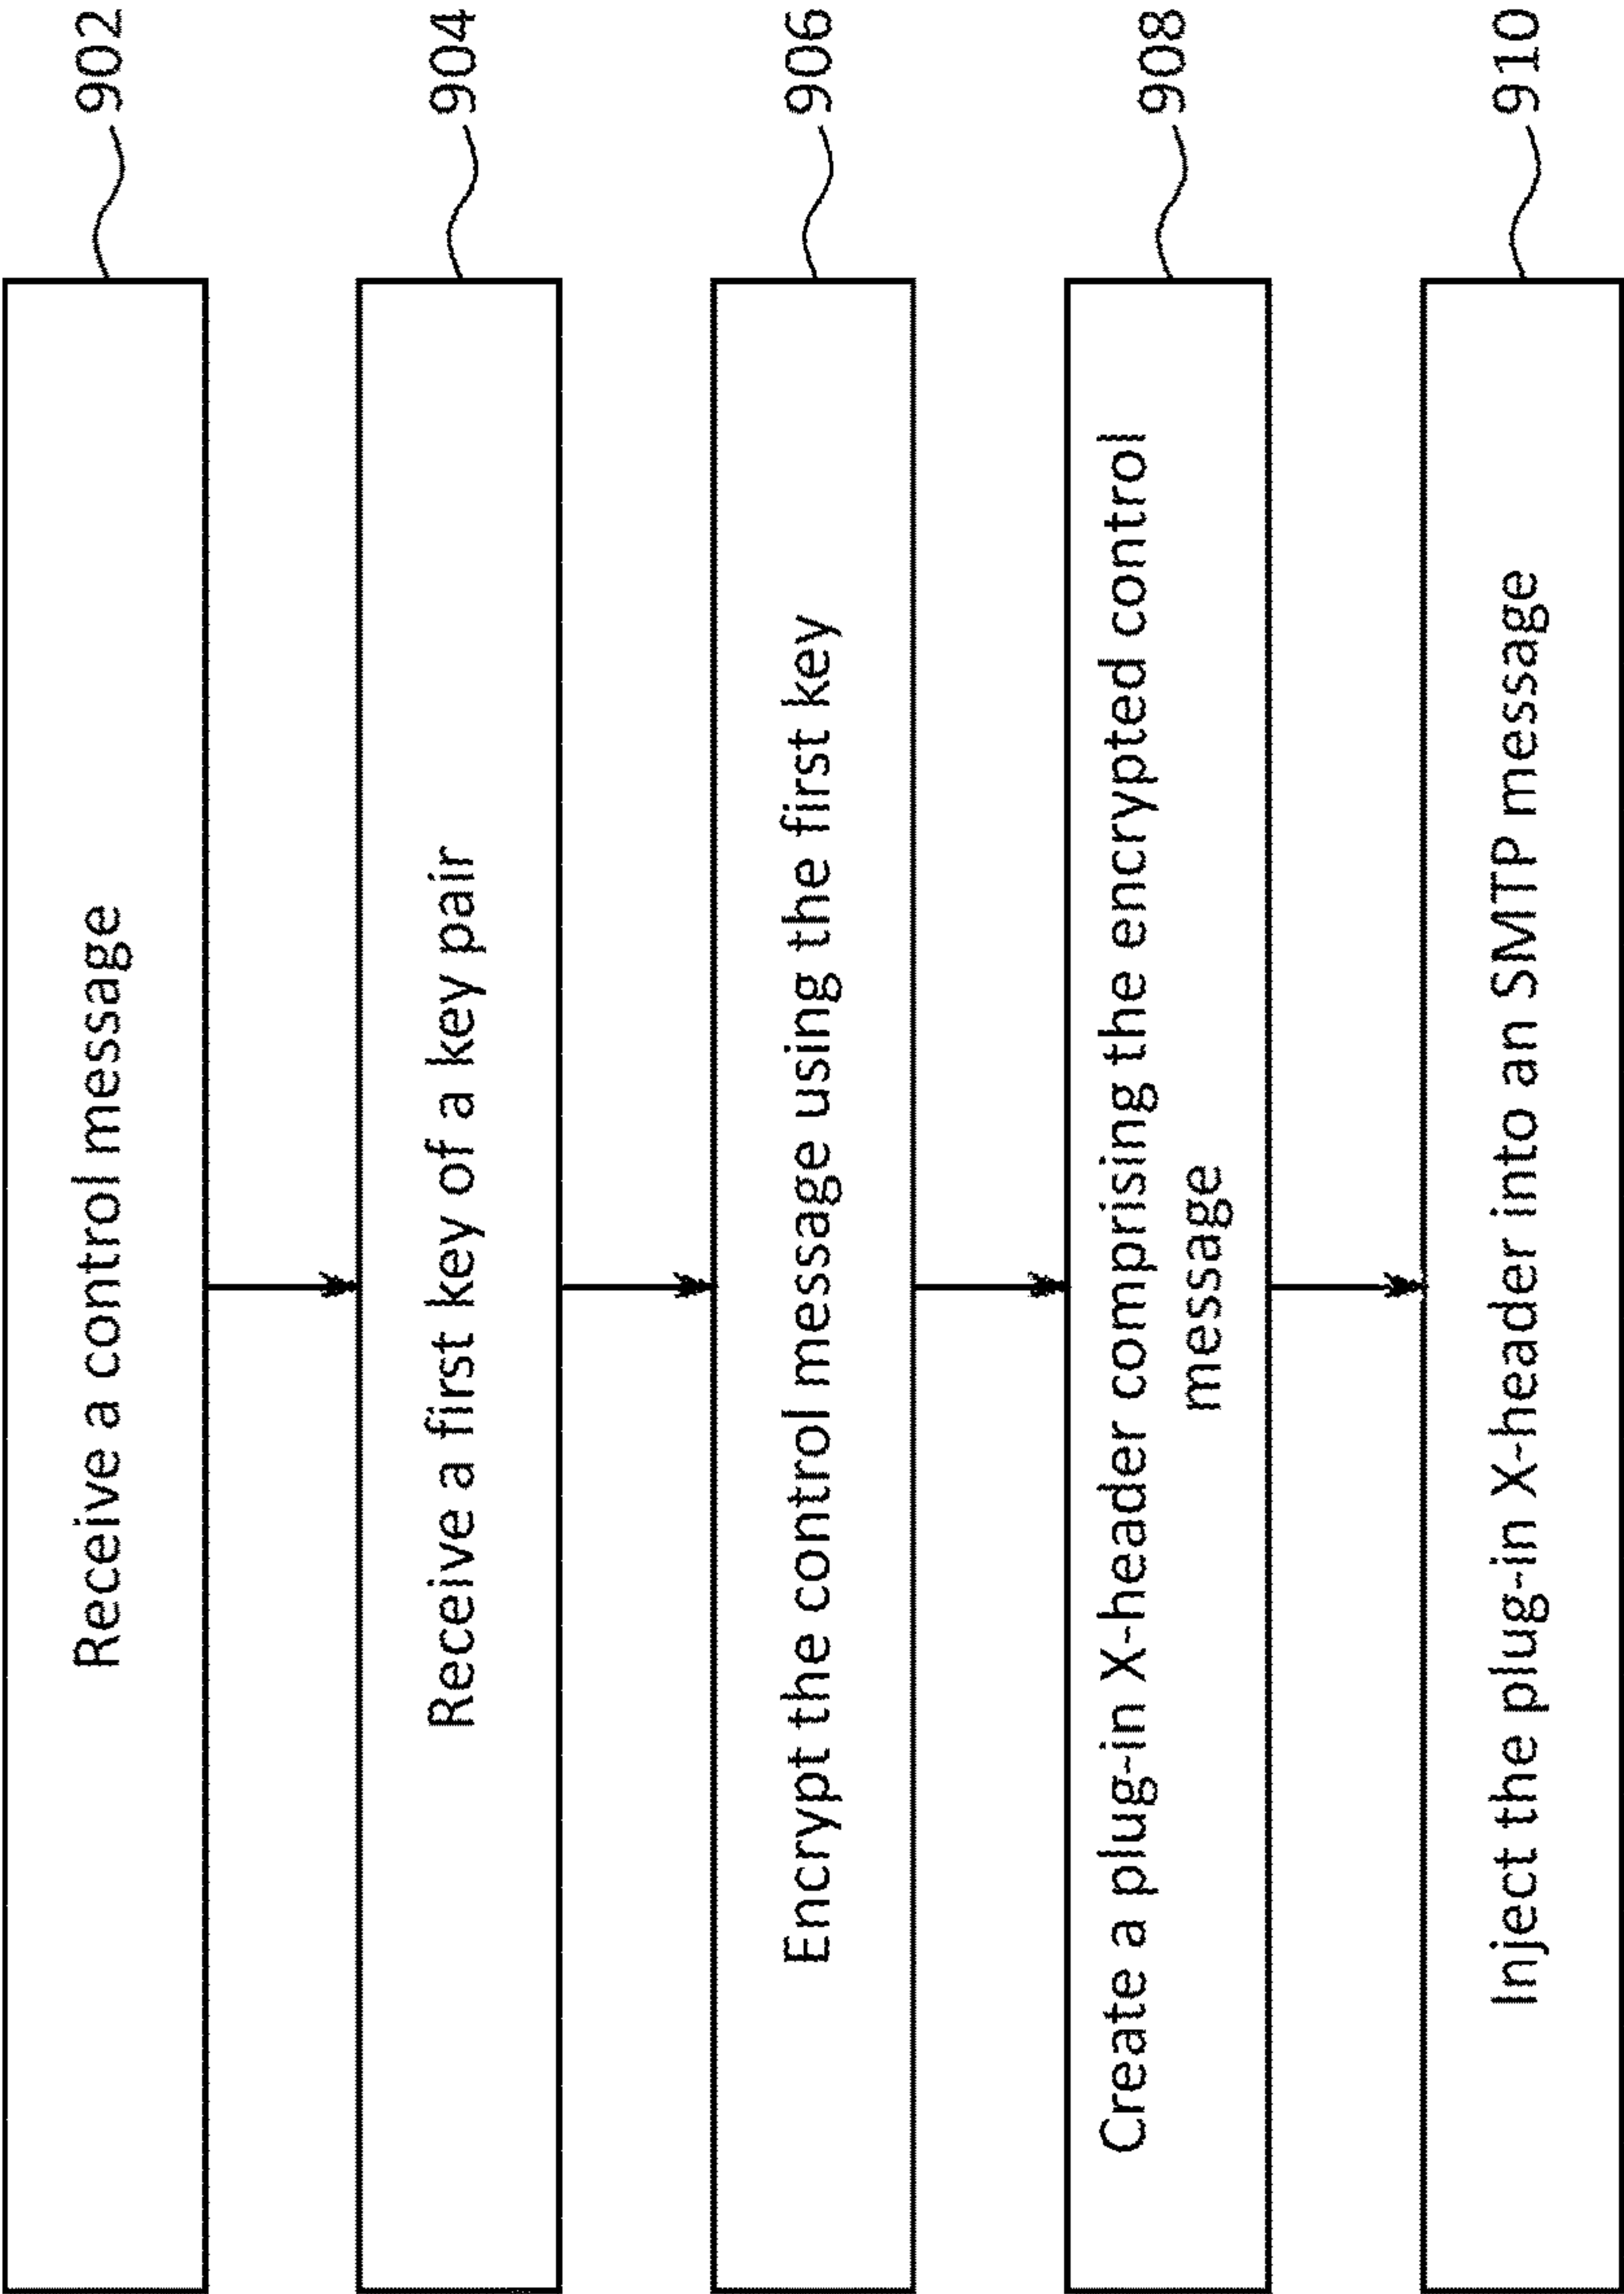 Receive a control message
902
Receive a first key of a key pair
904
Encrypt the control message using the first key
906
Create a plug-in X-header comprising the encrypted control
message
908
Inject the plug-in X-header into an SMTP message
910